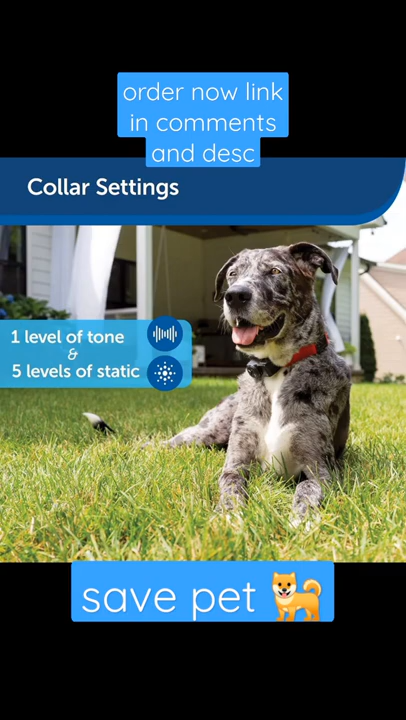 order now link
in comments
and desc
Collar Settings
1 level of tone
&
5 levels of static
save pet 🐕